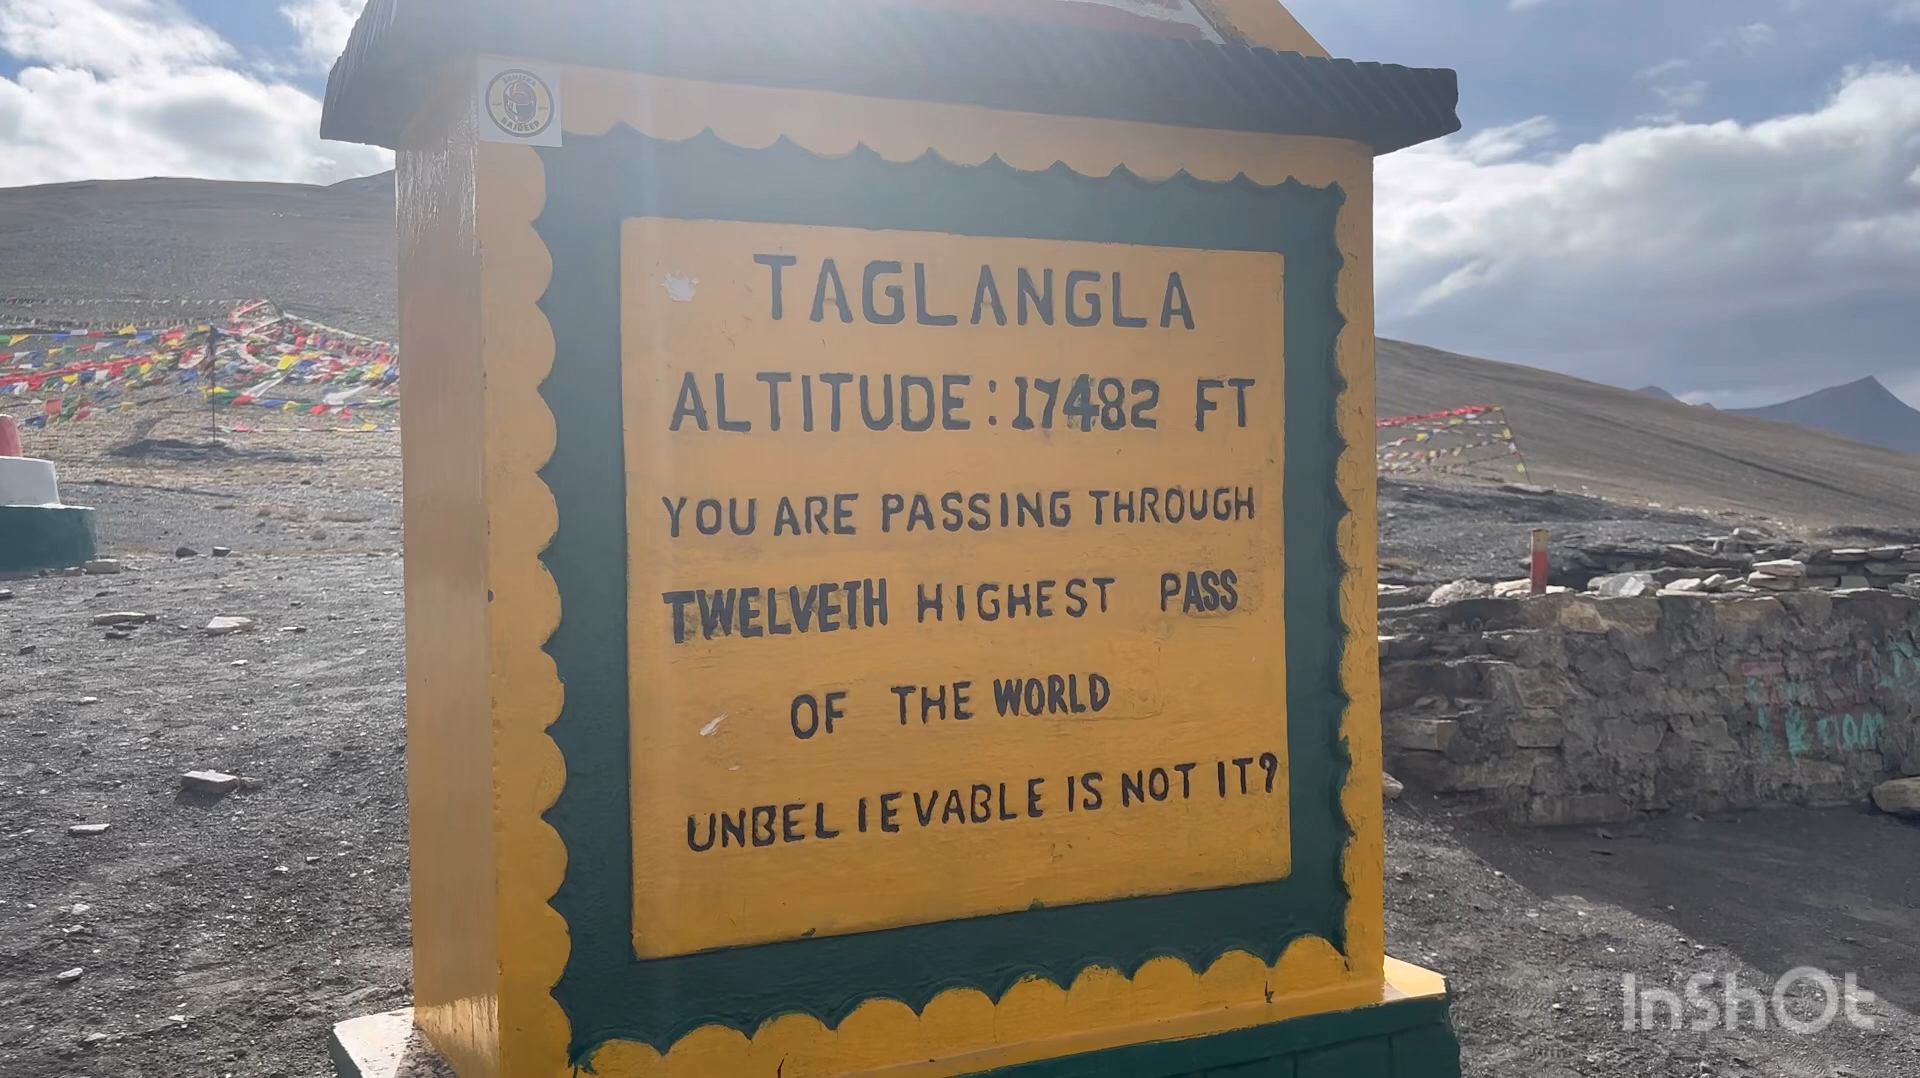 TAGLANGLA
ALTITUDE: 17482 FT
YOU ARE PASSING THROUGH
TWELVETH HIGHEST PASS
OF THE WORLD
UNBELIEVABLE IS NOT IT?
InShOt